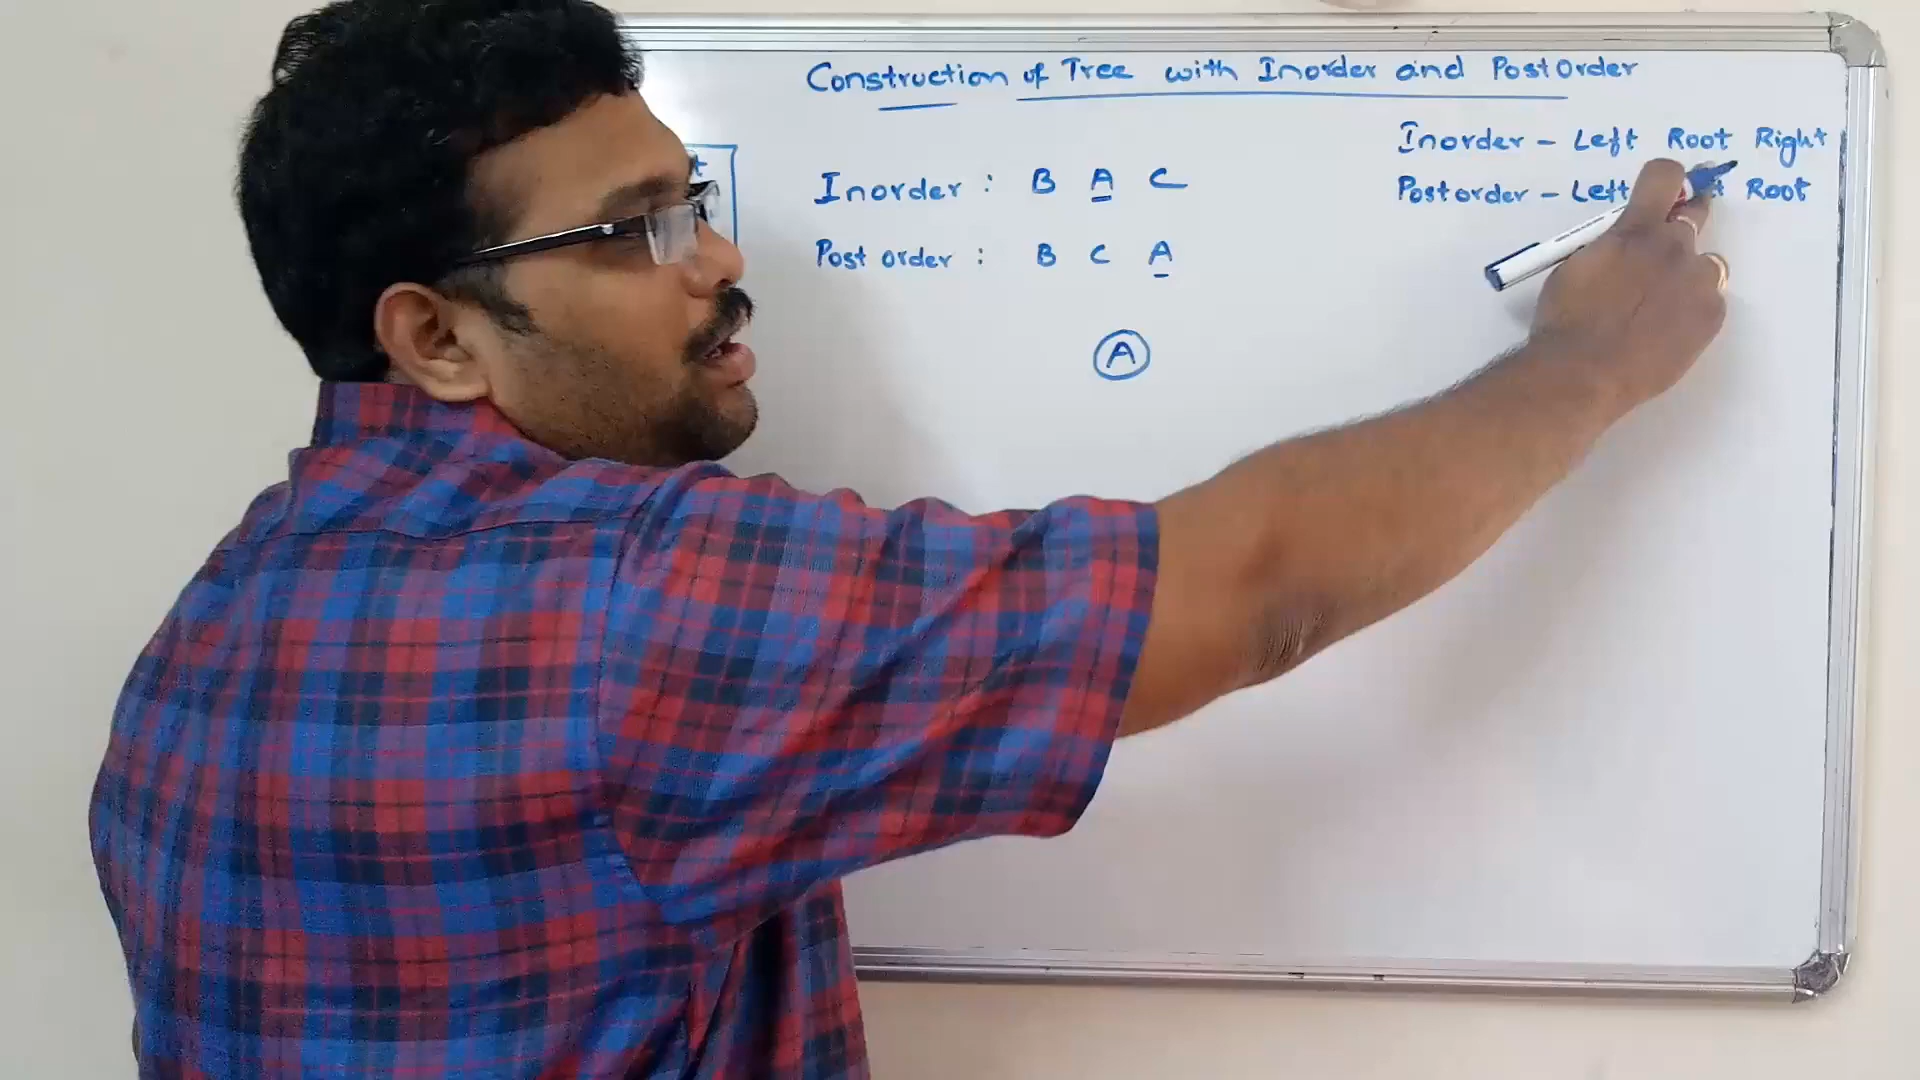 Construction of Tree with Inorder and PostOrder
Inorder - Left Root Right
Postorder - Left Root
Inorder : B A C
Post order : B C A
A